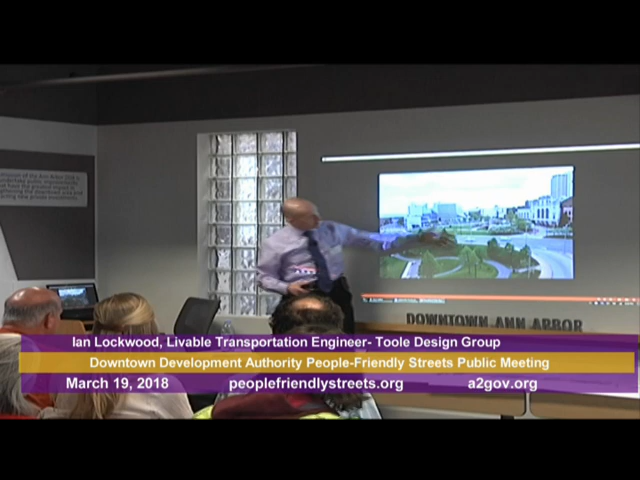 DOWNTOWN ANN ARBOR
Ian Lockwood, Livable Transportation Engineer- Toole Design Group
Downtown Development Authority People-Friendly Streets Public Meeting
March 19, 2018 peoplefriendlystreets.org a2gov.org